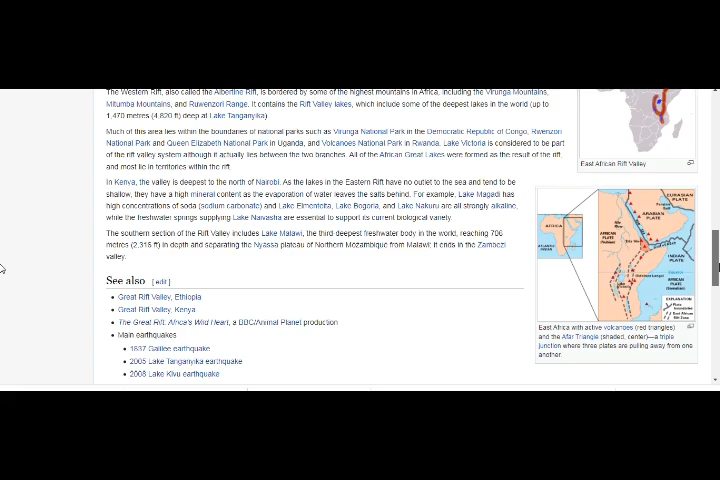 The Western Rift, also called the Albertine Rift, is bordered by some of the highest mountains in Africa, including the Virunga Mountains,
Mitumba Mountains, and Ruwenzori Range. It contains the Rift Valley lakes, which include some of the deepest lakes in the world (up to
1,470 metres (4,820 ft) deep at Lake Tanganyika).
Much of this area lies within the boundaries of national parks such as Virunga National Park in the Democratic Republic of Congo, Rwenzori
National Park and Queen Elizabeth National Park in Uganda, and Volcanoes National Park in Rwanda. Lake Victoria is considered to be part
of the rift valley system although it actually lies between the two branches. All of the African Great Lakes were formed as the result of the rift,
and most lie in territories within the rift.
In Kenya, the valley is deepest to the north of Nairobi. As the lakes in the Eastern Rift have no outlet to the sea and tend to be
shallow, they have a high mineral content as the evaporation of water leaves the salts behind. For example, Lake Magadi has
high concentrations of soda (sodium carbonate) and Lake Elmenteita, Lake Bogoria, and Lake Nakuru are all strongly alkaline,
while the freshwater springs supplying Lake Naivasha are essential to support its current biological variety.
The southern section of the Rift Valley includes Lake Malawi, the third deepest freshwater body in the world, reaching 706
metres (2,316 ft) in depth and separating the Nyassa plateau of Northern Mozambique from Malawi; it ends in the Zambezi
valley.
See also [edit]
Great Rift Valley, Ethiopia
Great Rift Valley, Kenya
The Great Rift: Africa's Wild Heart, a BBC/Animal Planet production
Main earthquakes
1837 Galilee earthquake
2005 Lake Tanganyika earthquake
2008 Lake Kivu earthquake
East African Rift Valley
EURASIAN
PLATE
ARABIAN
PLATE
AFRICA
AFRICAN
PLATE
INDIAN
PLATE
ATLANTIC
OCEAN
AFRICAN
PLATE
EXPLANATION
East Africa with active volcanoes (red triangles)
and the Afar Triangle (shaded, center)—a triple
junction where three plates are pulling away from one
another.